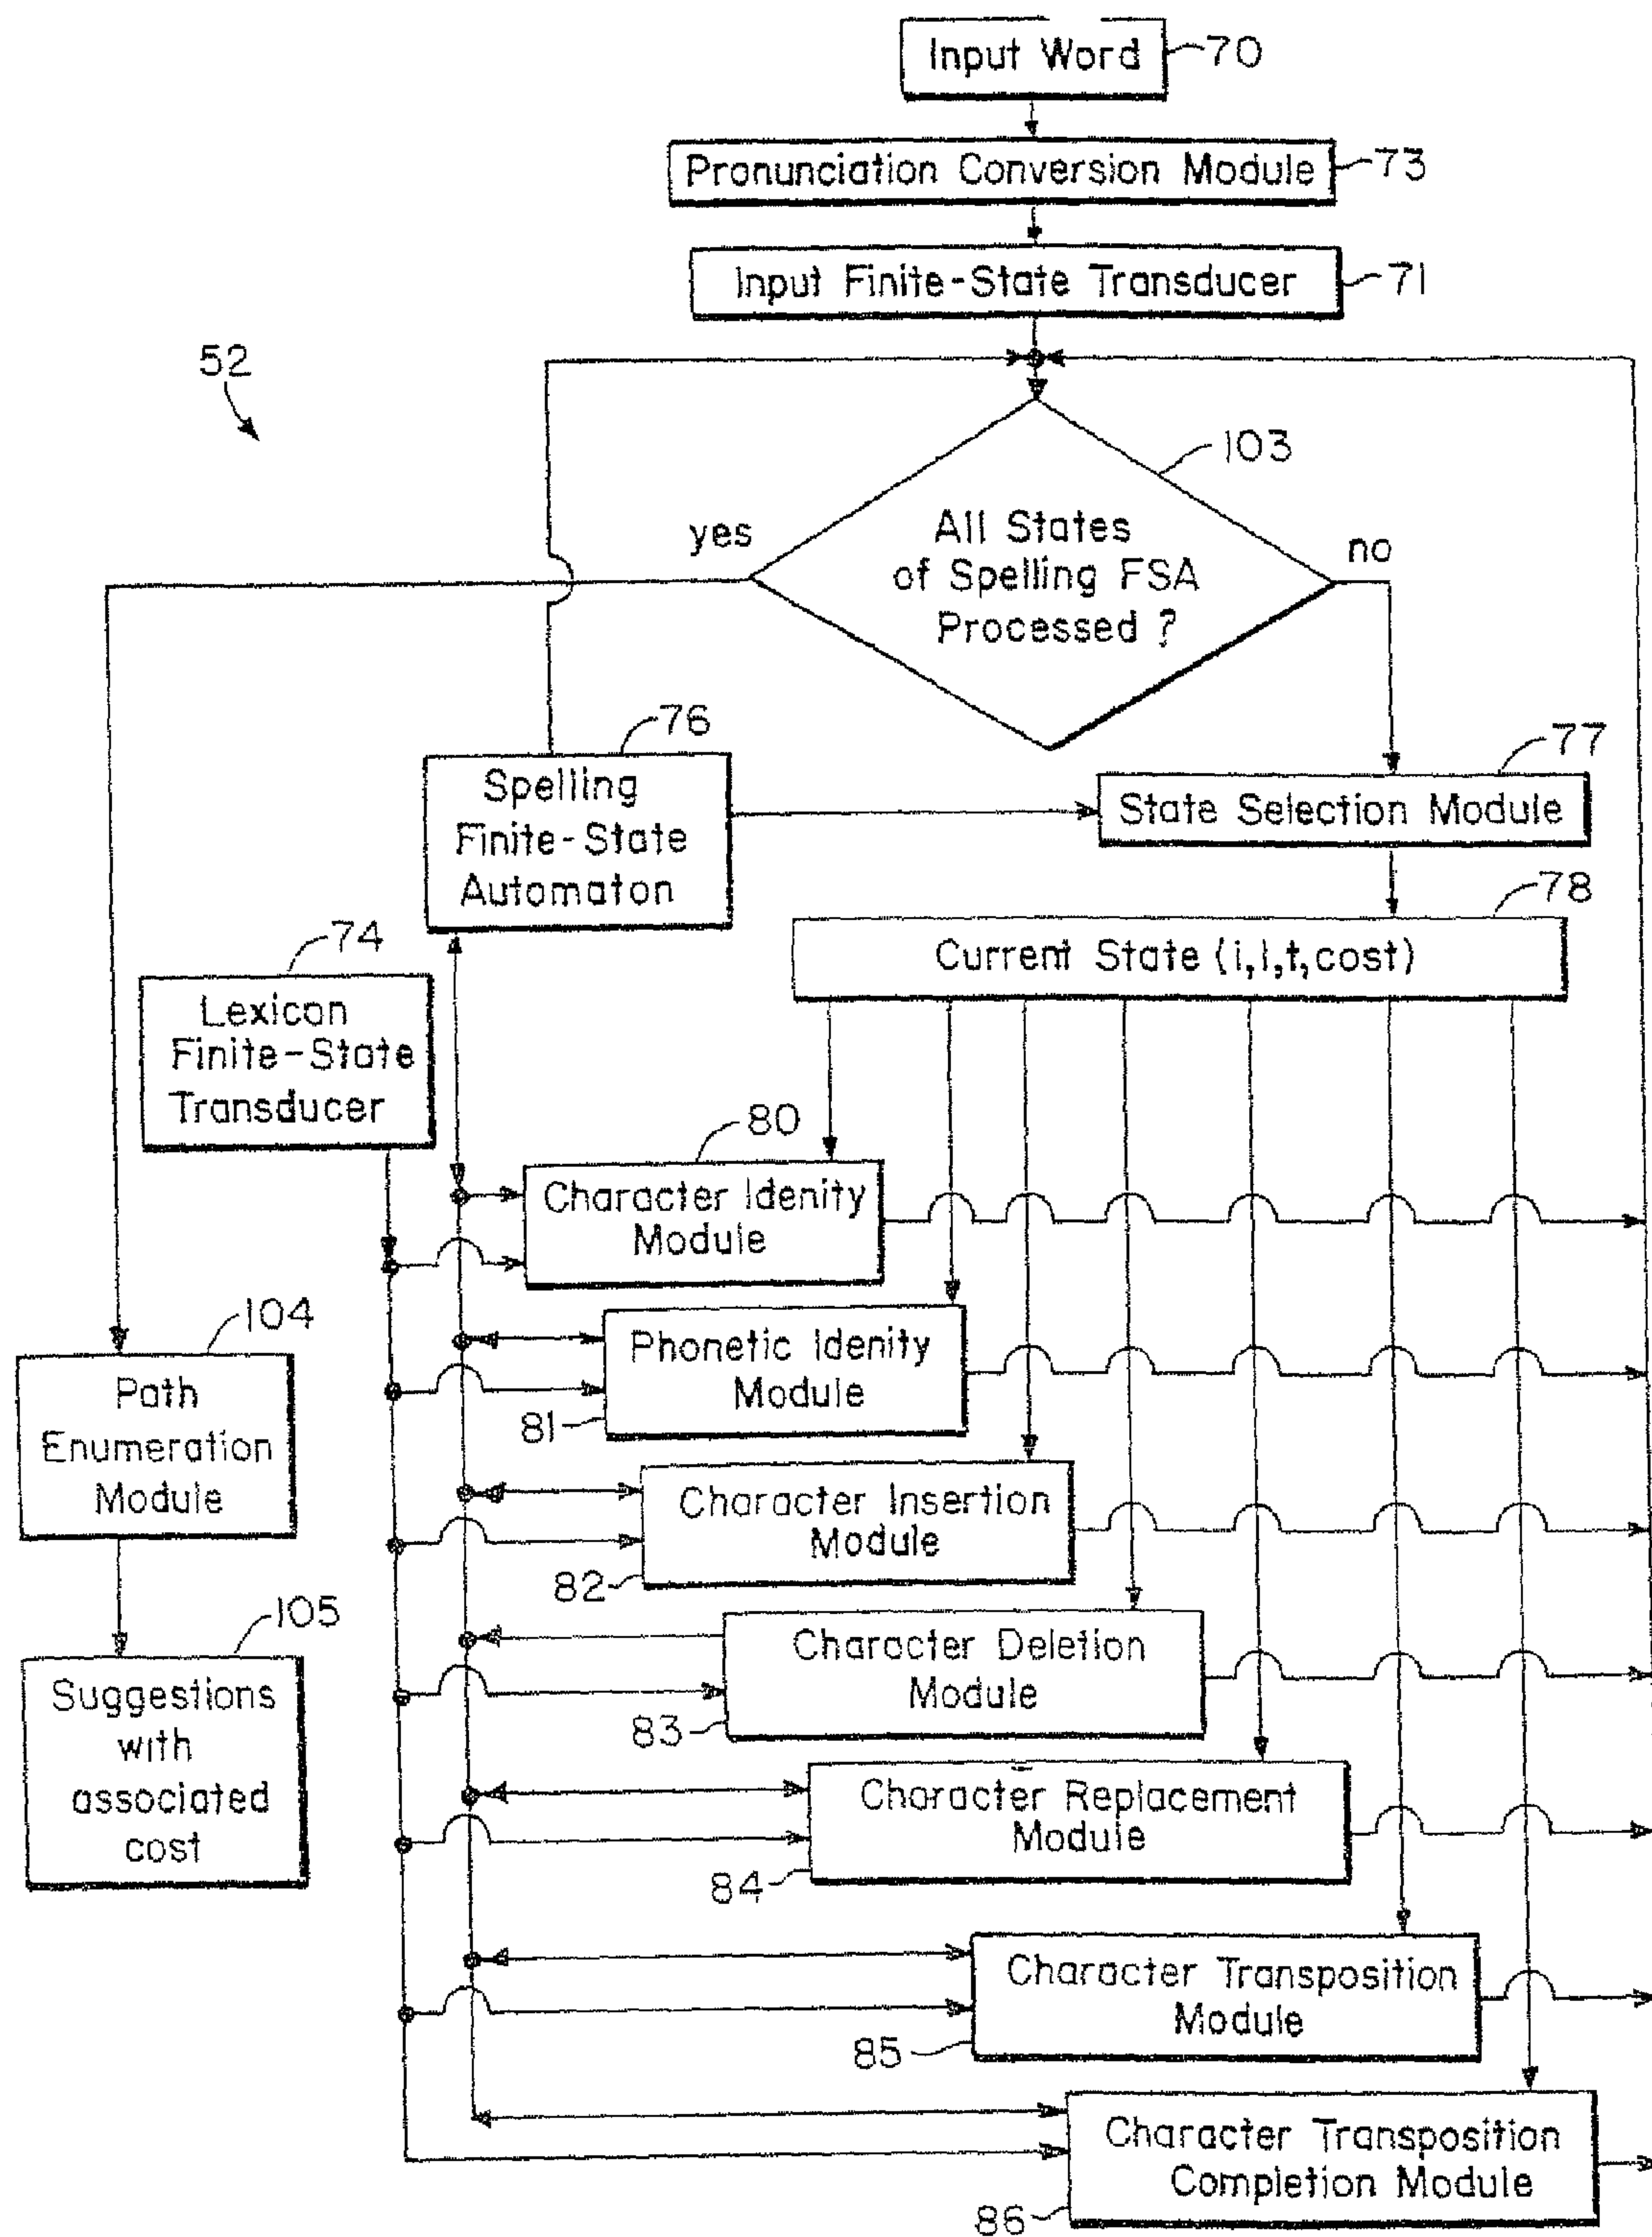 Input Word
70
Pronunciation Conversion Module
73
Input Finite-State Transducer
71
52
103
yes
All States
of Spelling FSA
Processed ?
no
76
Spelling
Finite-State
Automaton
77
State Selection Module
78
Current State (i,l,t,cost)
74
Lexicon
Finite-State
Transducer
80
Character Idenity
Module
104
Path
Enumeration
Module
Phonetic Idenity
Module
81
Character Insertion
Module
82
105
Suggestions
with
associated
cost
Character Deletion
Module
83
Character Replacement
Module
84
Character Transposition
Module
85
Character Transposition
Completion Module
86